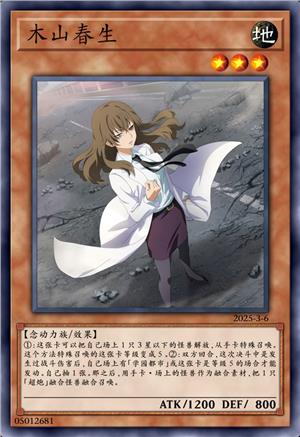 木山春生
地
2025-3-6
【念动力族/效果】
①:这张卡可以把自己场上1只3星以下的怪兽解放,从手卡特殊召唤。
这个方法特殊召唤的这张卡等级变成5。②:双方回合,这次决斗中是发
生过战斗伤害后,自己场上有「学园都市」或这张卡是等级5的场合才能
发动。自己抽1张。那之后,用手卡·场上的怪兽作为融合素材,把1只
「超炮」融合怪兽融合召唤。
ATK/1200 DEF/ 800
05012681